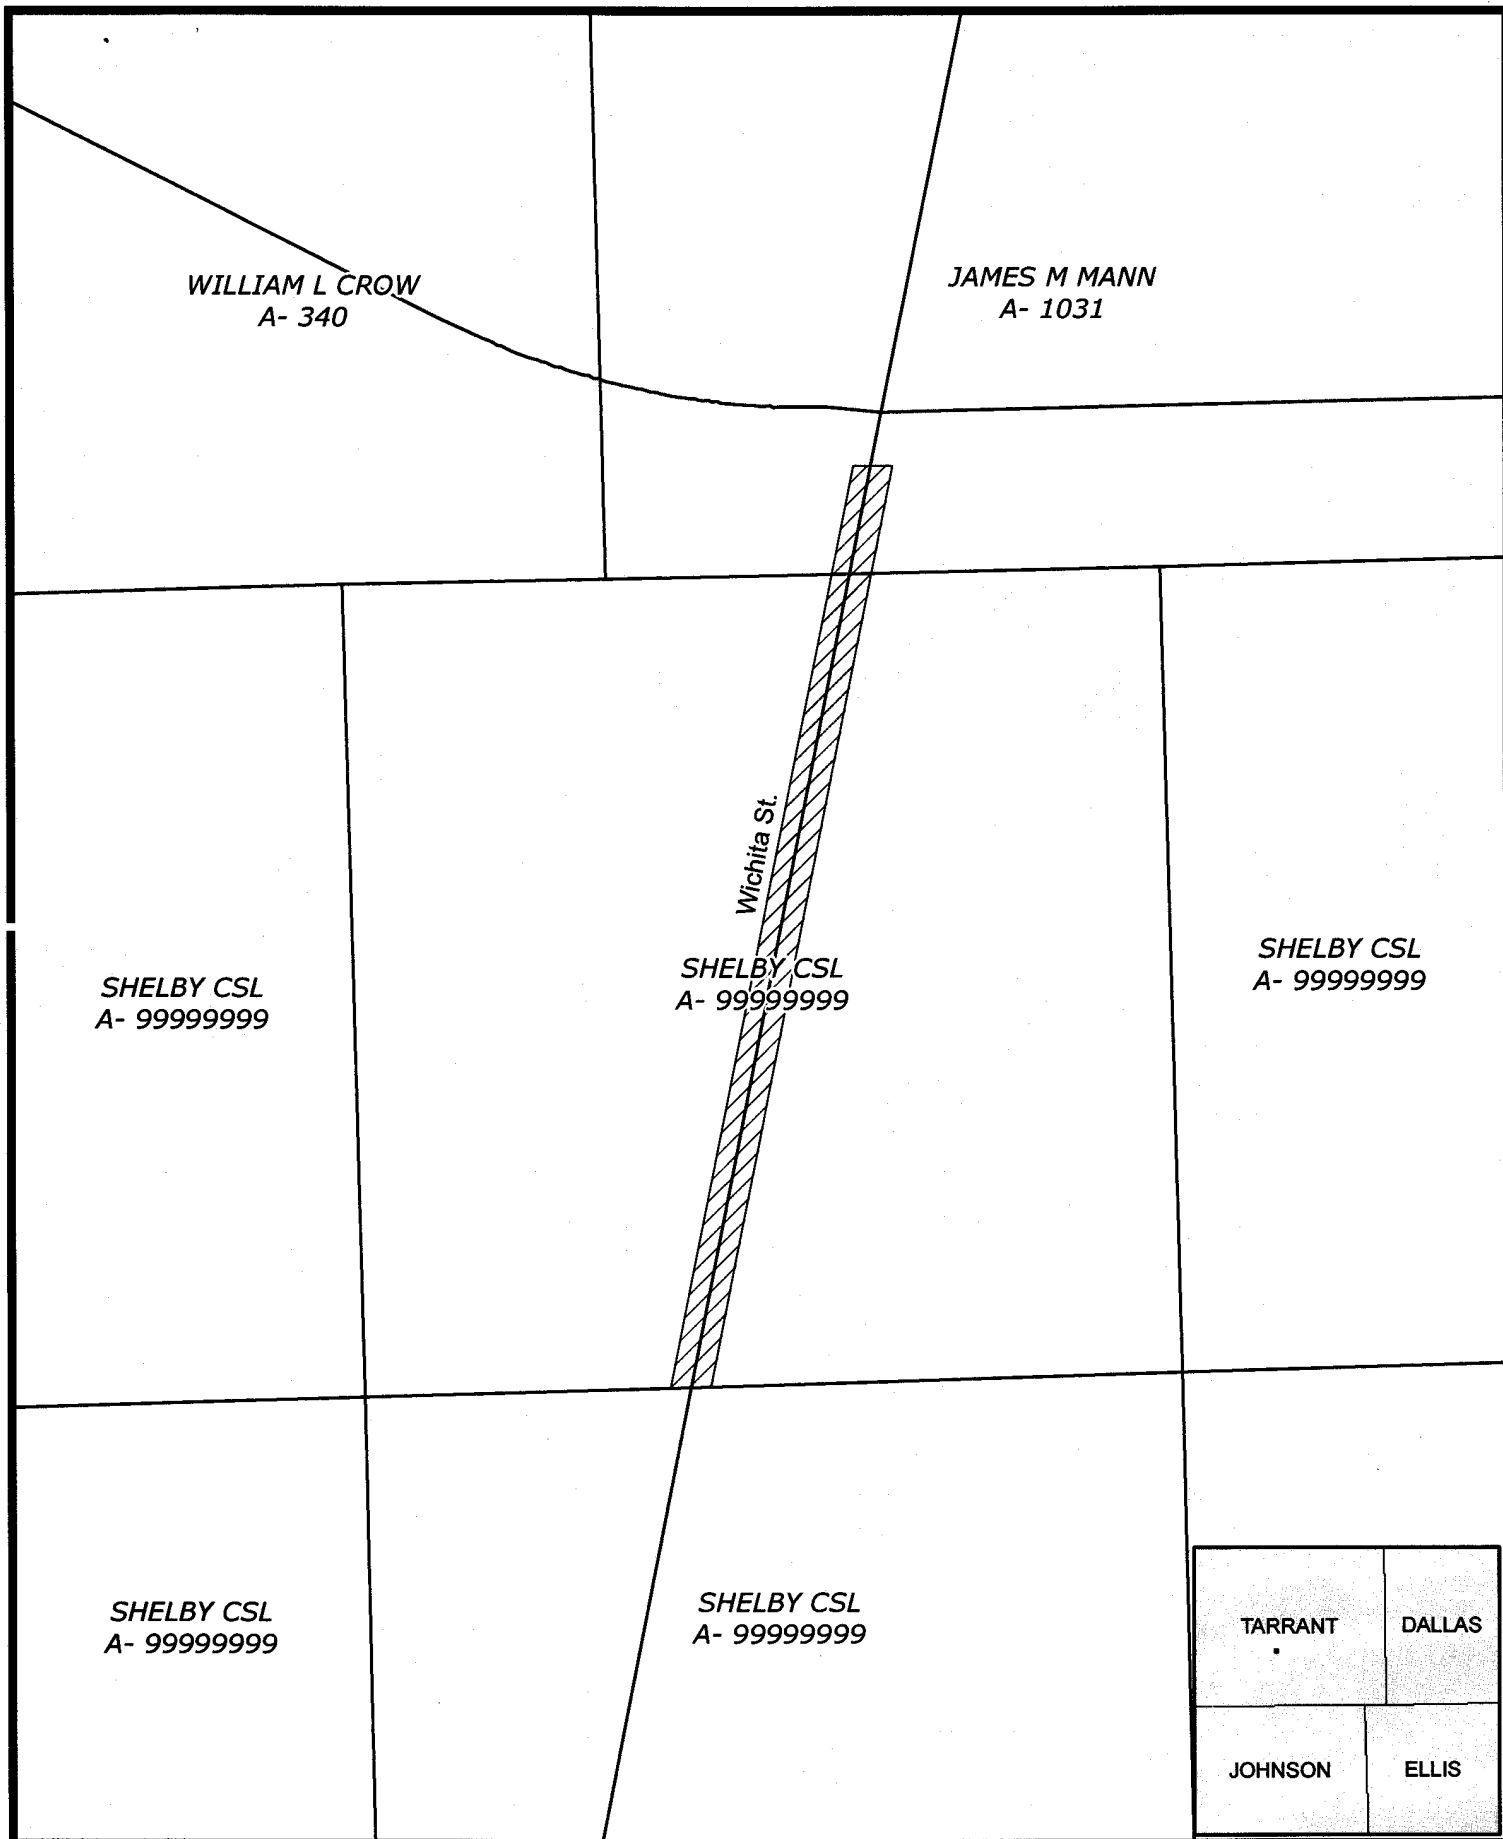 WILLIAM L CROW
A- 340
JAMES M MANN
A- 1031
Wichita St.
SHELBY CSL
A- 99999999
SHELBY CSL
A- 99999999
SHELBY CSL
A- 99999999
SHELBY CSL
A- 99999999
SHELBY CSL
A- 99999999
TARRANT
DALLAS
JOHNSON
ELLIS